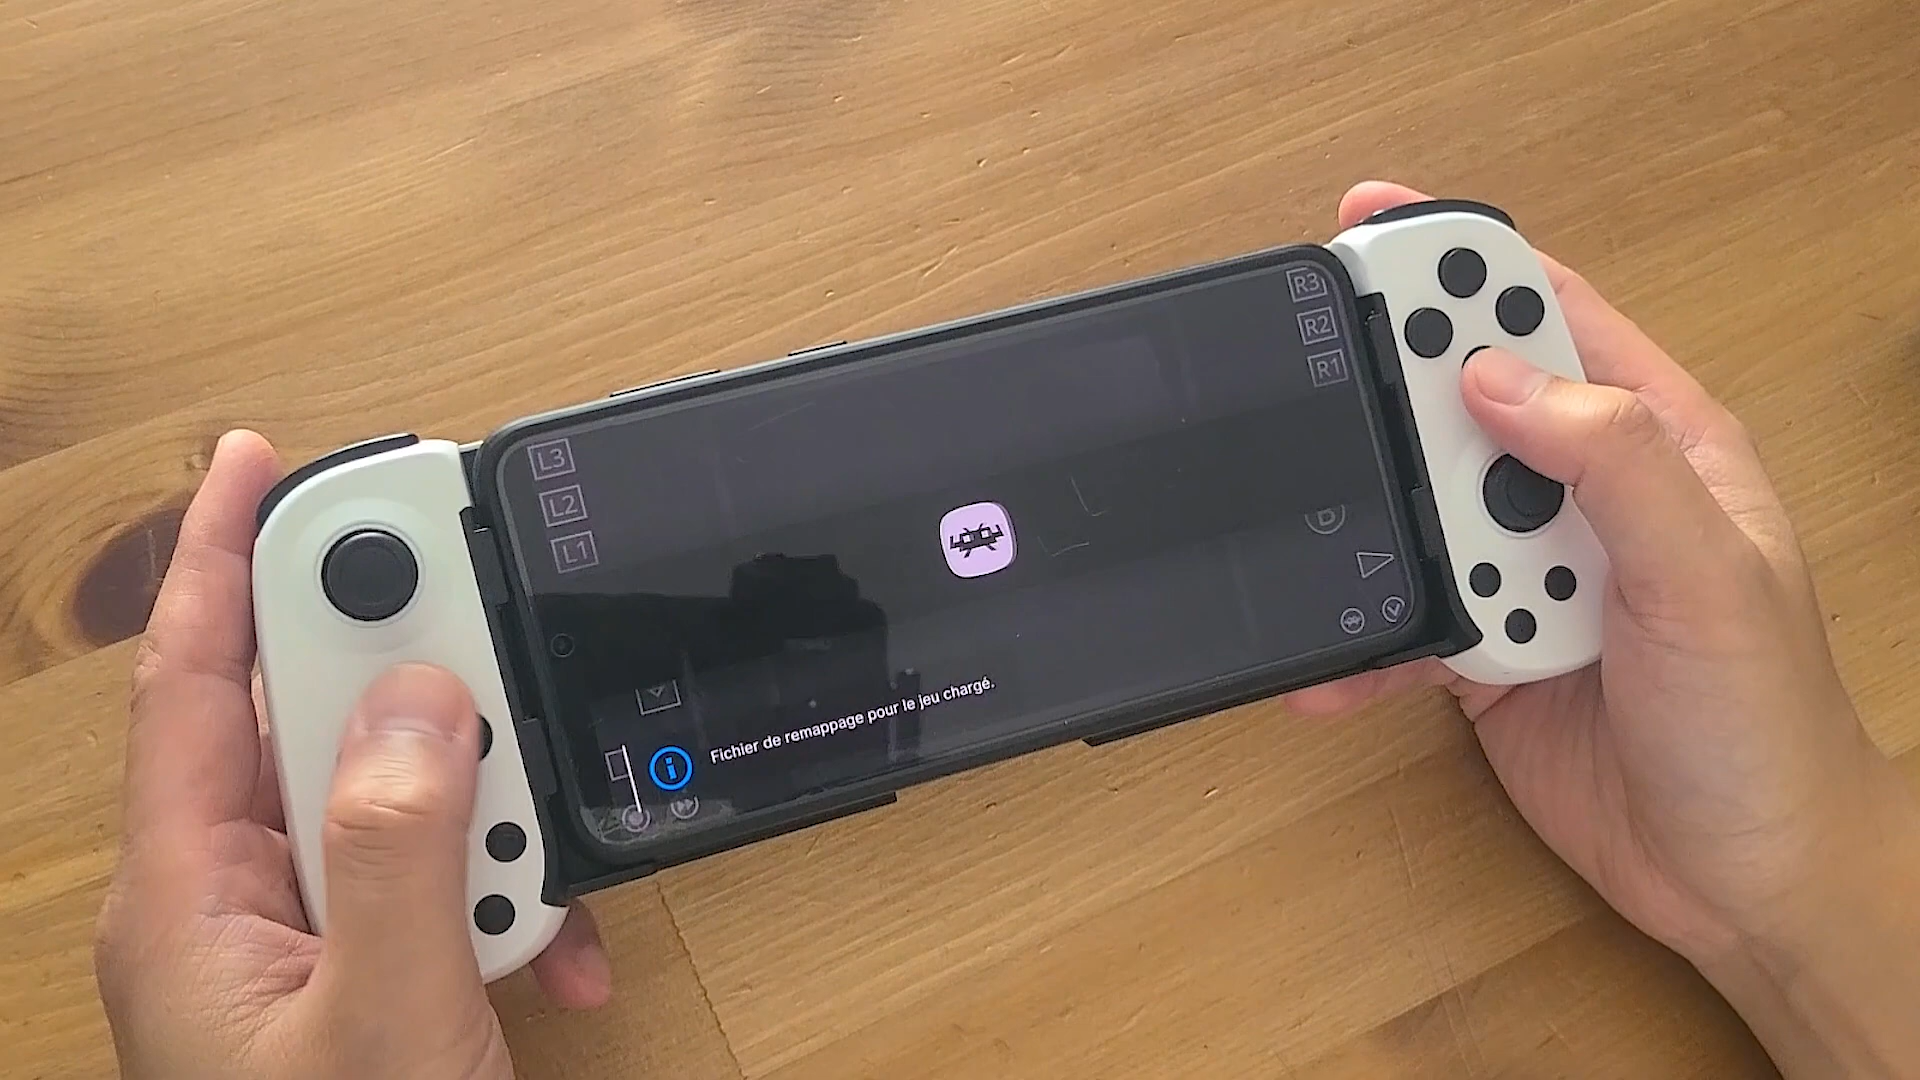 L3
L2
L1
R3
R2
R1
B
Fichier de remappage pour le jeu chargé.